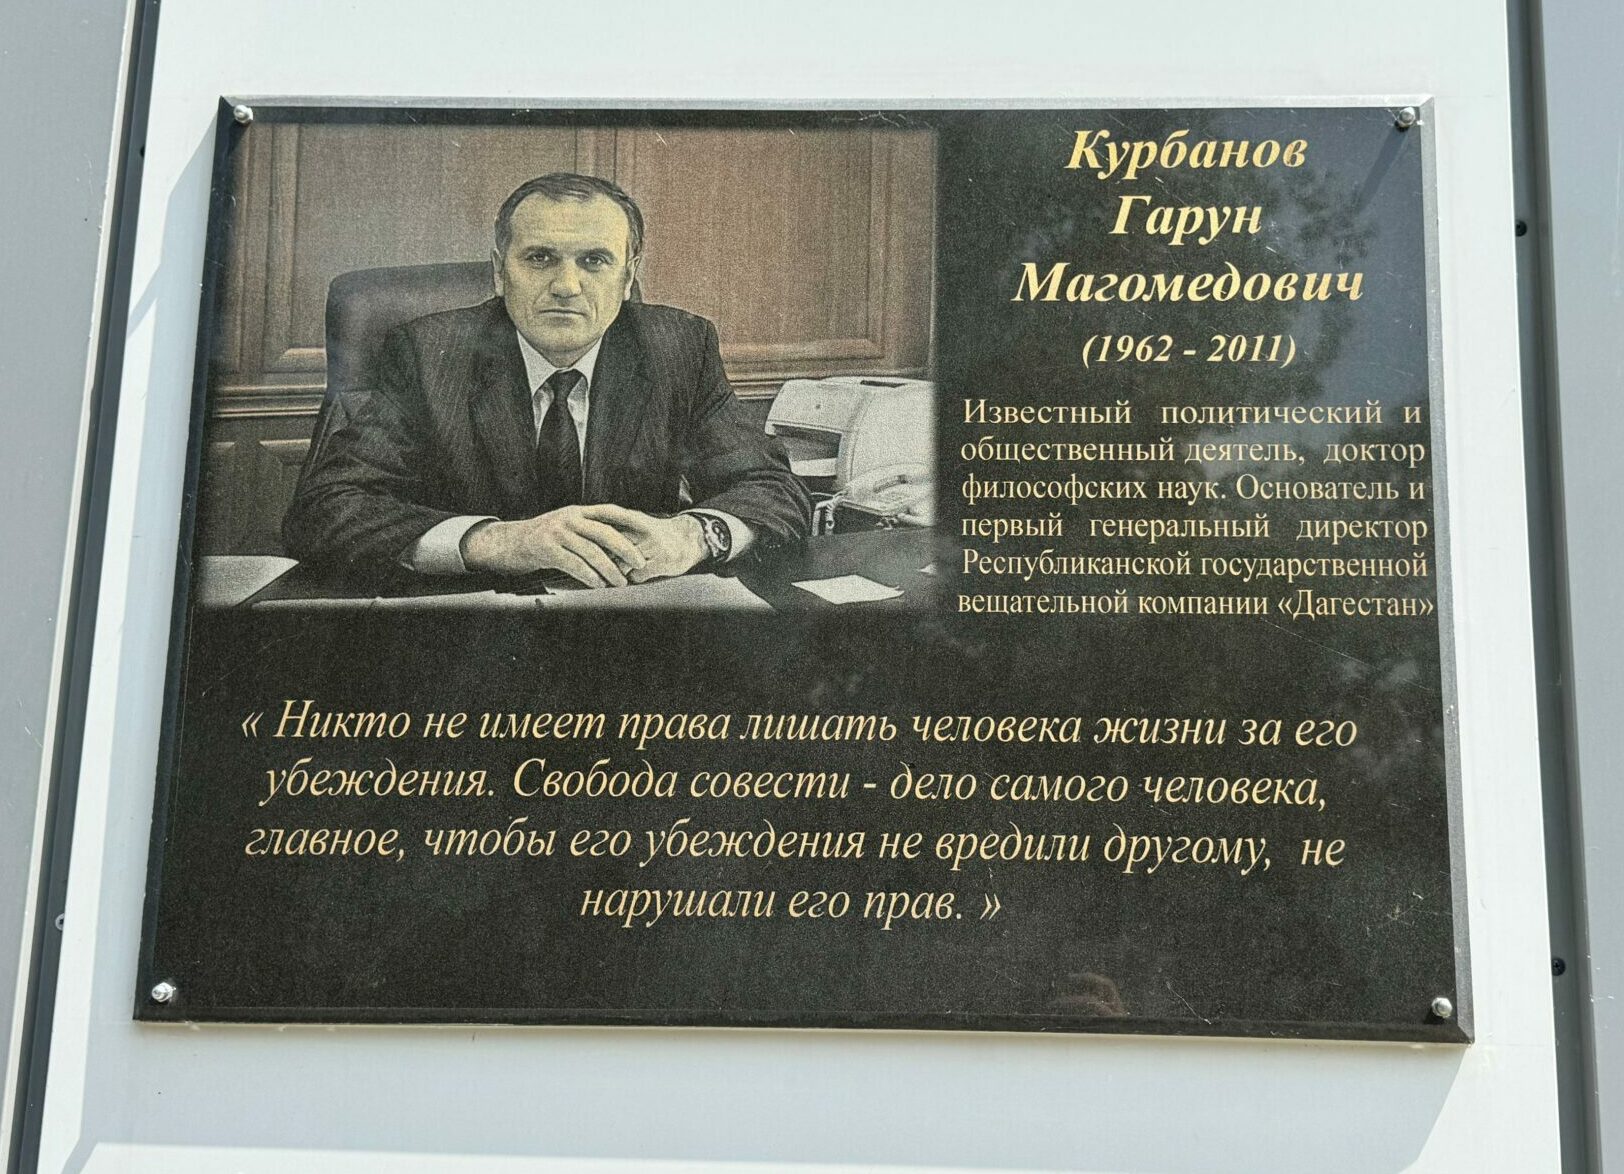 Курбанов
Гарун
Магомедович
(1962 - 2011)
Известный политический и
общественный деятель, доктор
философских наук. Основатель и
первый генеральный директор
Республиканской государственной
вещательной компании «Дагестан»
« Никто не имеет права лишать человека жизни за его
убеждения. Свобода совести - дело самого человека,
главное, чтобы его убеждения не вредили другому, не
нарушали его прав. »